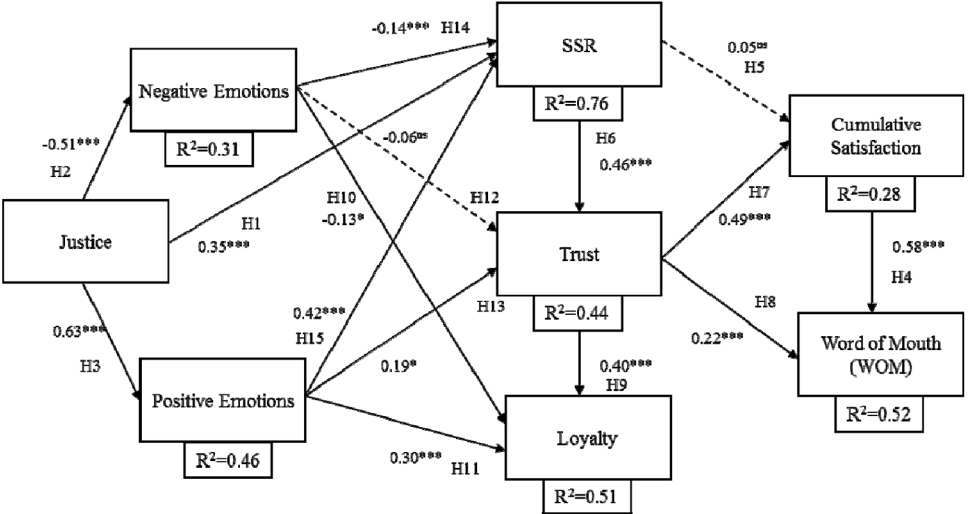 -0.14*** H14
SSR
0.05ns
H5
Negative Emotions
R²=0.76
R²=0.31
Cumulative
Satisfaction
-0.51***
H2
-0.06ns
H6
0.46***
R²=0.28
H10
-0.13*
H12
H7
0.49***
Justice
H1
0.35***
Trust
0.58***
H4
0.42***
H15
H13
R²=0.44
H8
0.22***
0.63***
H3
0.19*
0.40***
H9
Word of Mouth
(WOM)
Positive Emotions
R²=0.52
R²=0.46
Loyalty
0.30***
H11
R²=0.51